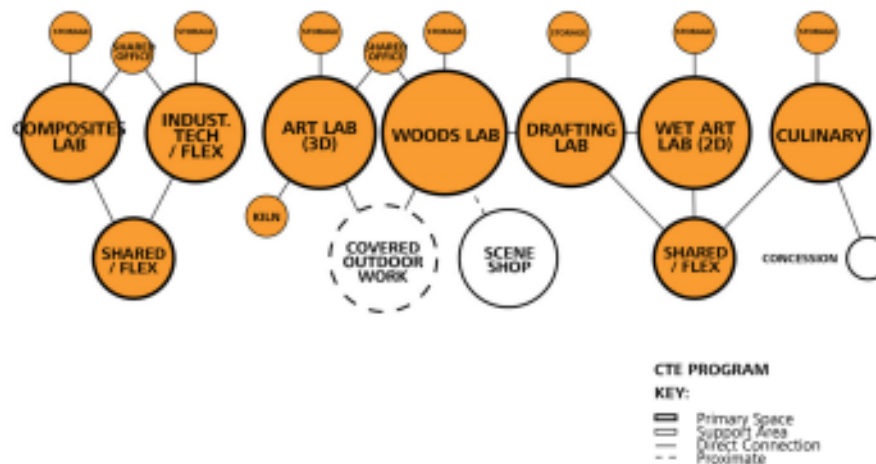 STORAGE
STORAGE
STORAGE
STORAGE
STORAGE
STORAGE
STORAGE
SHARED
OFFICE
SHARED
OFFICE
COMPOSITES
LAB
INDUST.
TECH
/ FLEX
ART LAB
(3D)
WOODS LAB
DRAFTING
LAB
WET ART
LAB (2D)
CULINARY
KILN
SHARED
/ FLEX
COVERED
OUTDOOR
WORK
SCENE
SHOP
SHARED
/ FLEX
CONCESSION
CTE PROGRAM
KEY:
Primary Space
Support Area
Direct Connection
Proximate